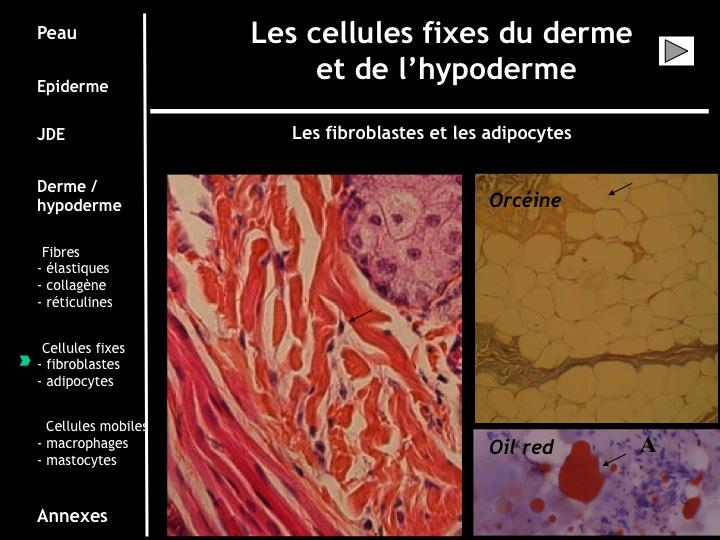 Peau
Epiderme
JDE
Derme /
hypoderme
Fibres
- élastiques
- collagène
- réticulines
Cellules fixes
- fibroblastes
- adipocytes
Cellules mobiles
- macrophages
- mastocytes
Annexes
Les cellules fixes du derme
et de l’hypoderme
Les fibroblastes et les adipocytes
Orcéine
Oil red
A